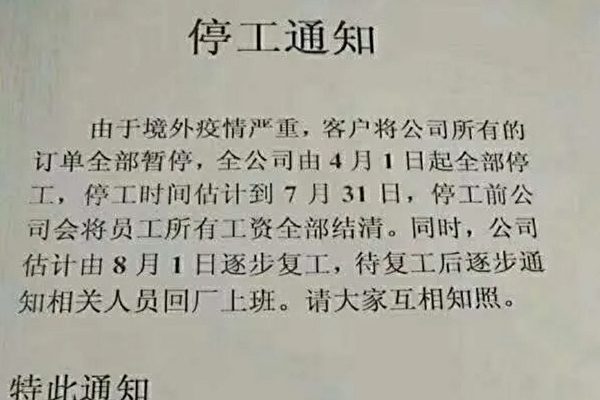 停工通知
由于境外疫情严重，客户将公司所有的
订单全部暂停，全公司由4月1日起全部停
工，停工时间估计到7月31日，停工前公
司会将员工所有工资全部结清。同时，公司
估计由8月1日逐步复工，待复工后逐步通
知相关人员回厂上班。请大家互相知照。
特此通知